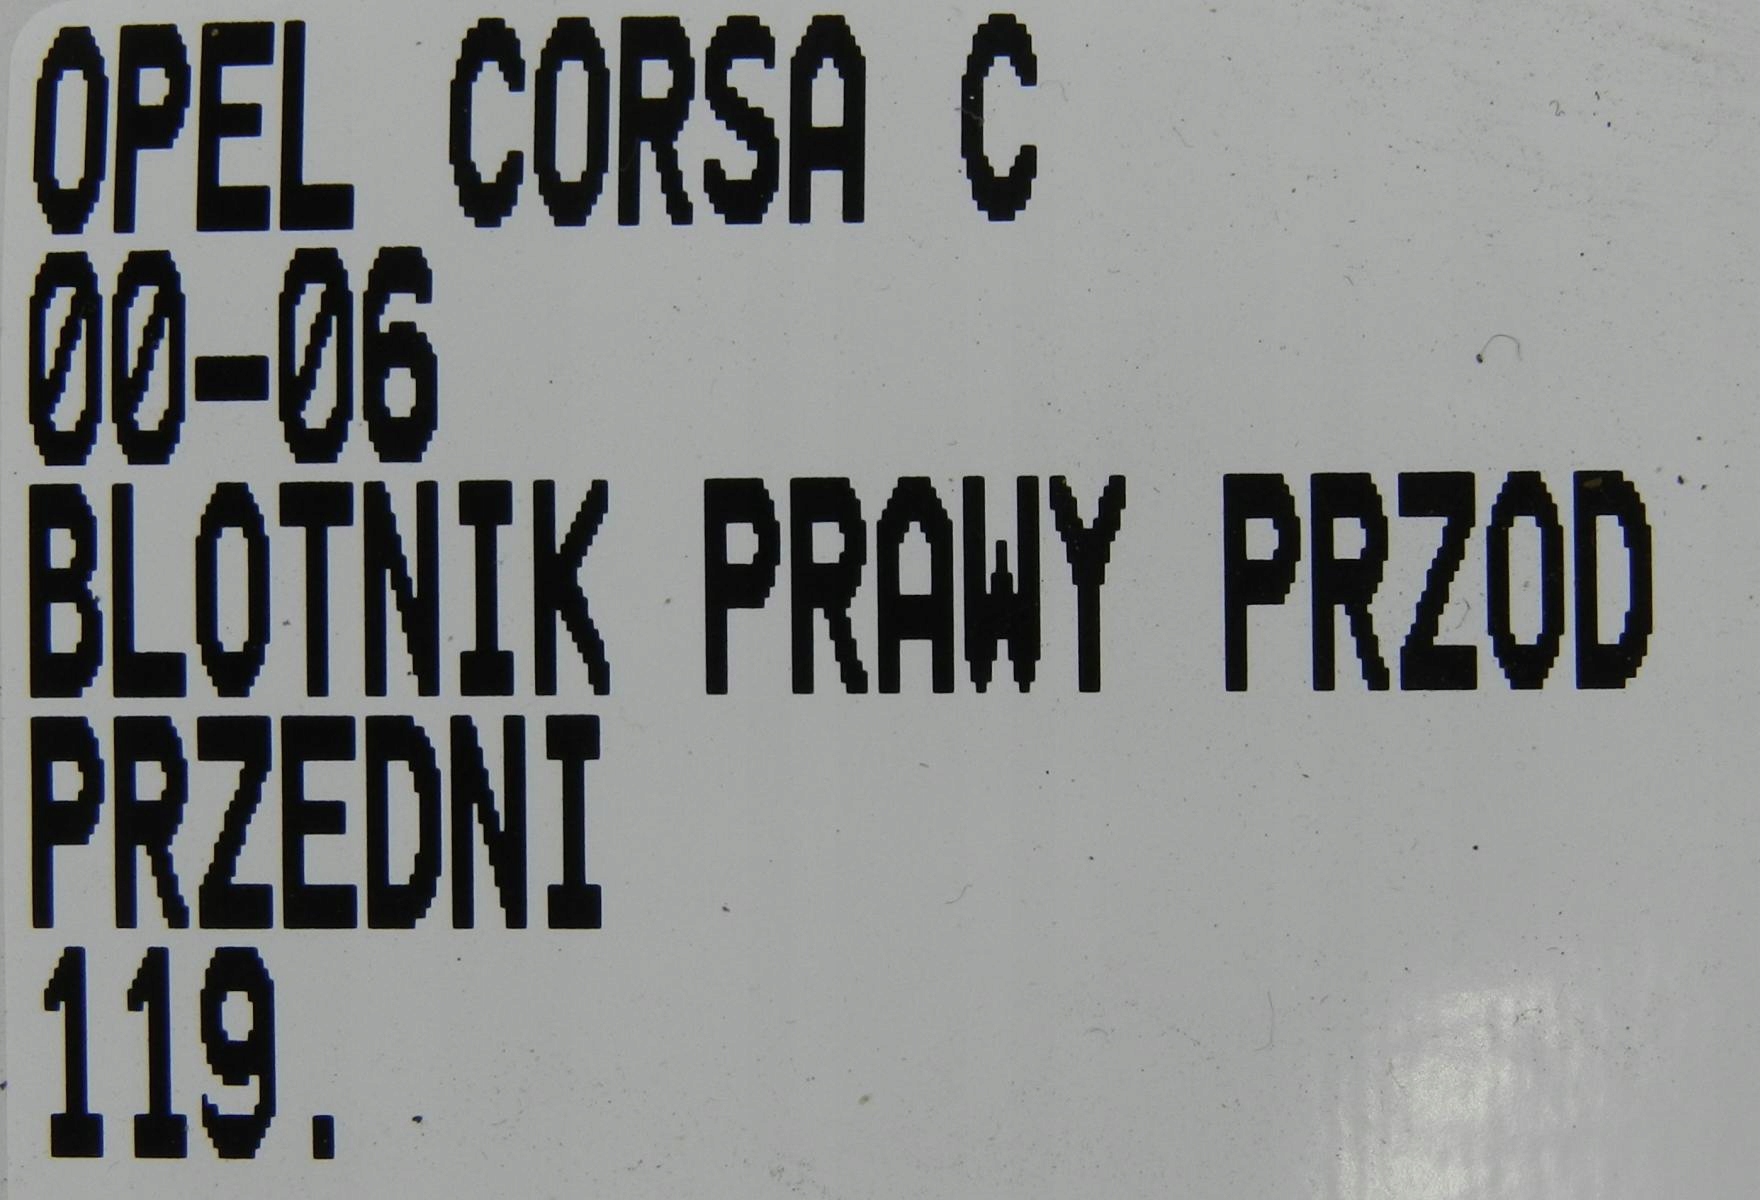 OPEL CORSA C
00-06
BLOTNIK PRAWY PRZOD
PRZEDNI
119.